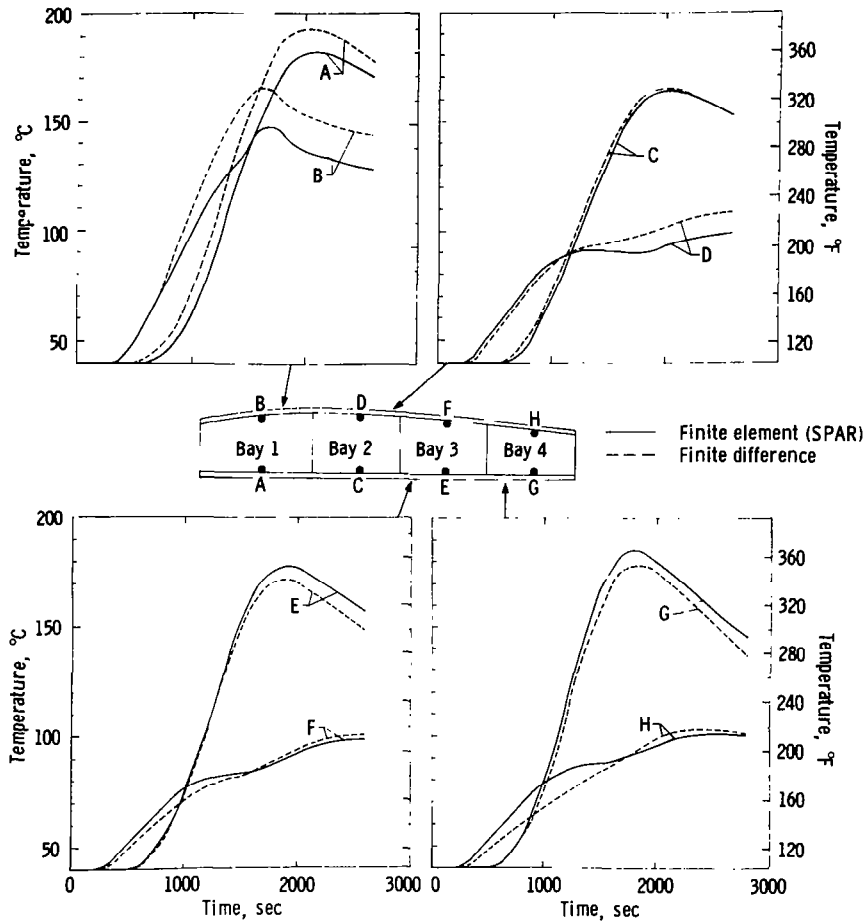 200
150
100
50
Temperature, °C
A
B
360
320
280
240
200
160
120
Temperature, °F
C
D
B
D
F
H
Bay 1
Bay 2
Bay 3
Bay 4
A
C
E
G
Finite element (SPAR)
Finite difference
200
150
100
50
Temperature, °C
E
F
0
1000
2000
3000
Time, sec
360
320
280
240
200
160
120
Temperature, °F
G
H
0
1000
2000
3000
Time, sec